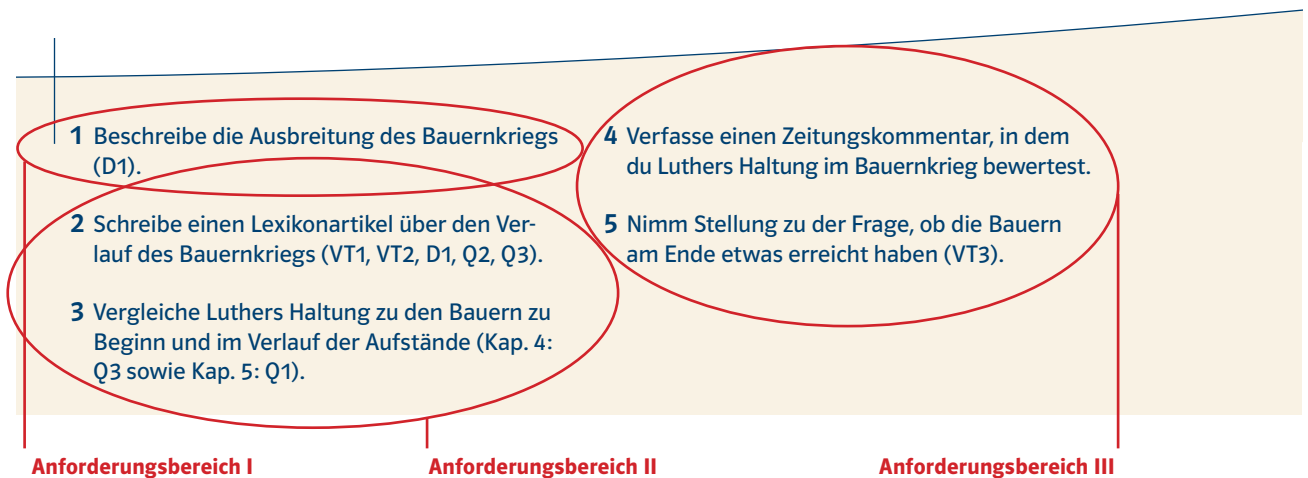 1 Beschreibe die Ausbreitung des Bauernkriegs
(D1).
2 Schreibe einen Lexikonartikel über den Ver-
lauf des Bauernkriegs (VT1, VT2, D1, Q2, Q3).
3 Vergleiche Luthers Haltung zu den Bauern zu
Beginn und im Verlauf der Aufstände (Kap. 4:
Q3 sowie Kap. 5: Q1).
4 Verfasse einen Zeitungskommentar, in dem
du Luthers Haltung im Bauernkrieg bewertest.
5 Nimm Stellung zu der Frage, ob die Bauern
am Ende etwas erreicht haben (VT3).
Anforderungsbereich I
Anforderungsbereich II
Anforderungsbereich III